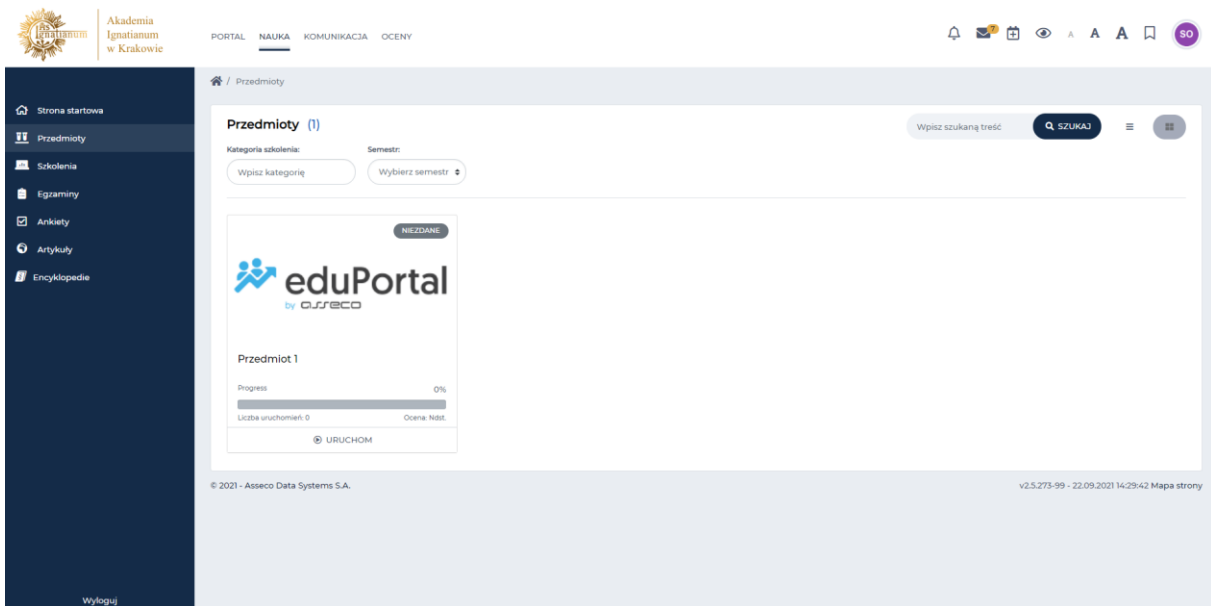 As
Ignatianum
Akademia
Ignatianum
w Krakowie
PORTAL NAUKA KOMUNIKACJA OCENY
7
A A A
SO
/ Przedmioty
Strona startowa
Przedmioty
Szkolenia
Egzaminy
Ankiety
Artykuły
Encyklopedie
Wyloguj
Przedmioty (1)
Wpisz szukaną treść
SZUKAJ
Kategoria szkolenia: Semestr:
Wpisz kategorię Wybierz semestr
NIEZDANE
eduPortal
by asseco
Przedmiot 1
Progress 0%
Liczba uruchomień: 0 Ocena: Ndst.
URUCHOM
© 2021 - Asseco Data Systems S.A. v2.5.273-99 - 22.09.2021 14:29:42 Mapa strony